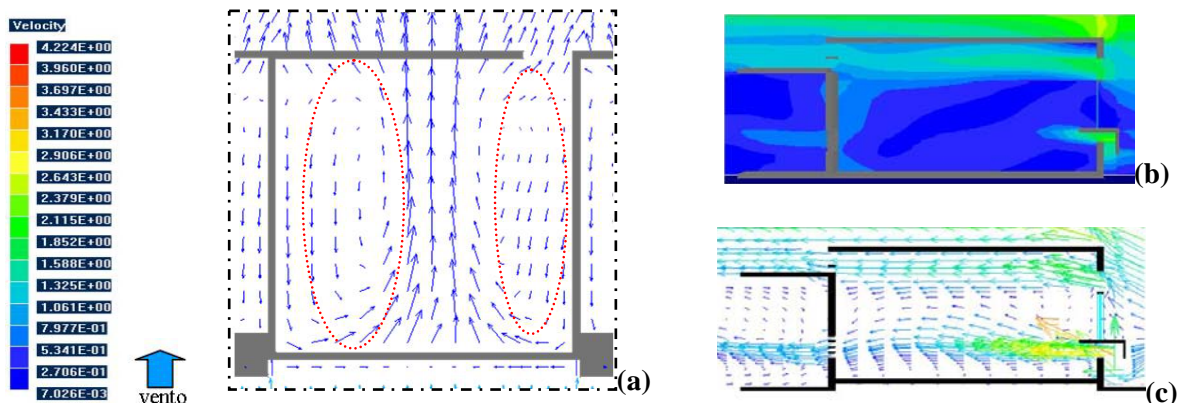 Velocity
4.224E+00
3.960E+00
3.697E+00
3.433E+00
3.170E+00
2.906E+00
2.643E+00
2.379E+00
2.115E+00
1.852E+00
1.588E+00
1.325E+00
1.061E+00
7.977E-01
5.341E-01
2.706E-01
7.026E-03
vento
(a)
(b)
(c)